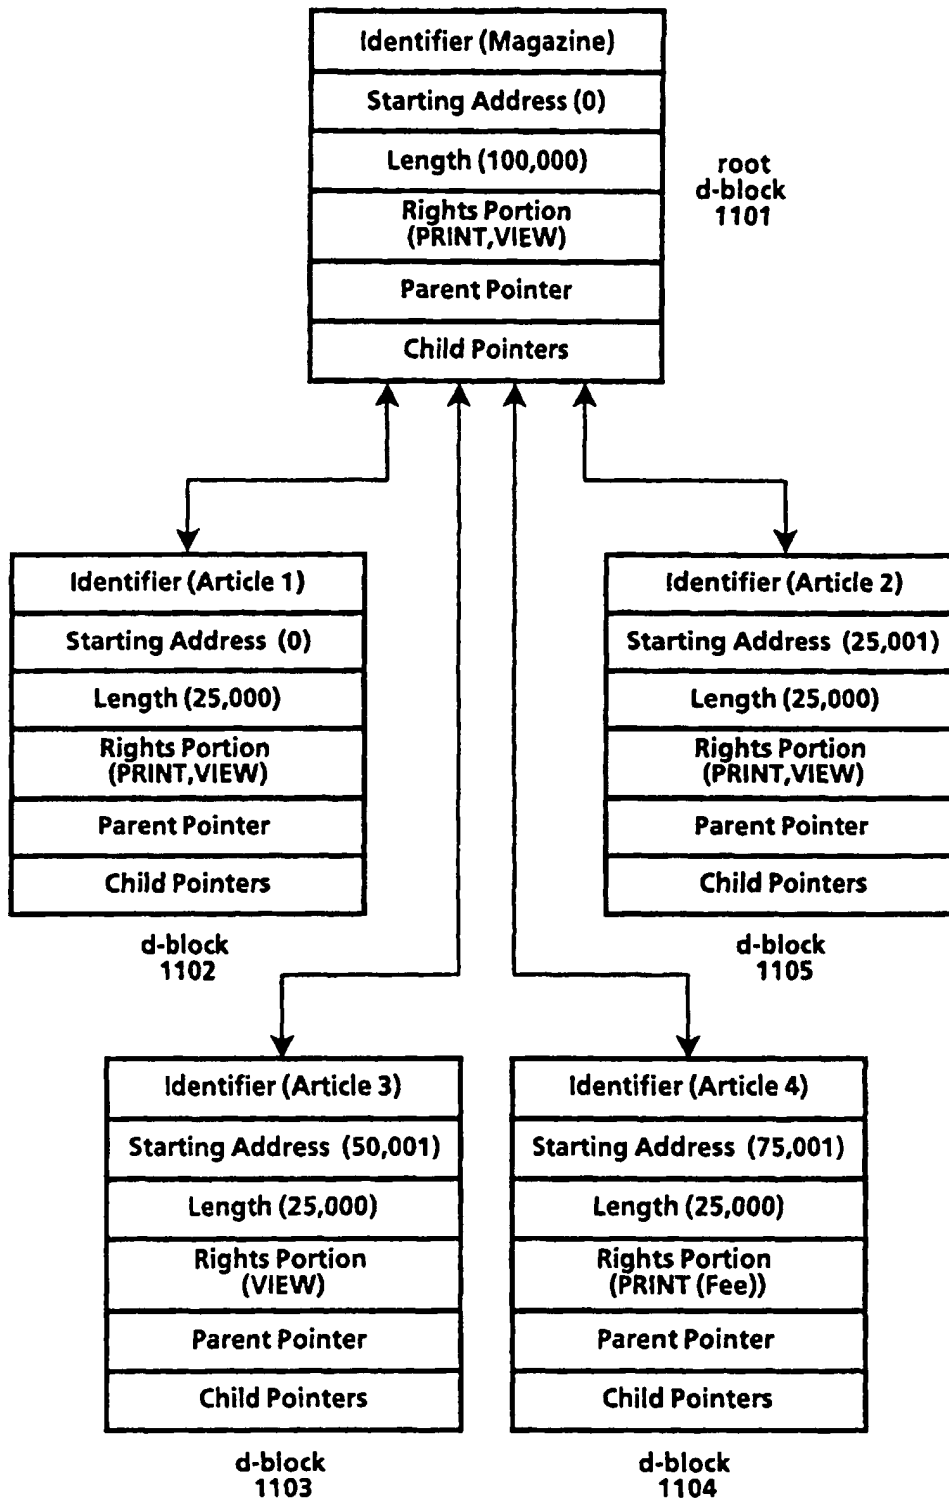 Identifier (Magazine)
Starting Address (0)
Length (100,000)
Rights Portion
(PRINT,VIEW)
Parent Pointer
Child Pointers
root
d-block
1101
Identifier (Article 1)
Starting Address (0)
Length (25,000)
Rights Portion
(PRINT,VIEW)
Parent Pointer
Child Pointers
d-block
1102
Identifier (Article 2)
Starting Address (25,001)
Length (25,000)
Rights Portion
(PRINT,VIEW)
Parent Pointer
Child Pointers
d-block
1105
Identifier (Article 3)
Starting Address (50,001)
Length (25,000)
Rights Portion
(VIEW)
Parent Pointer
Child Pointers
d-block
1103
Identifier (Article 4)
Starting Address (75,001)
Length (25,000)
Rights Portion
(PRINT (Fee))
Parent Pointer
Child Pointers
d-block
1104